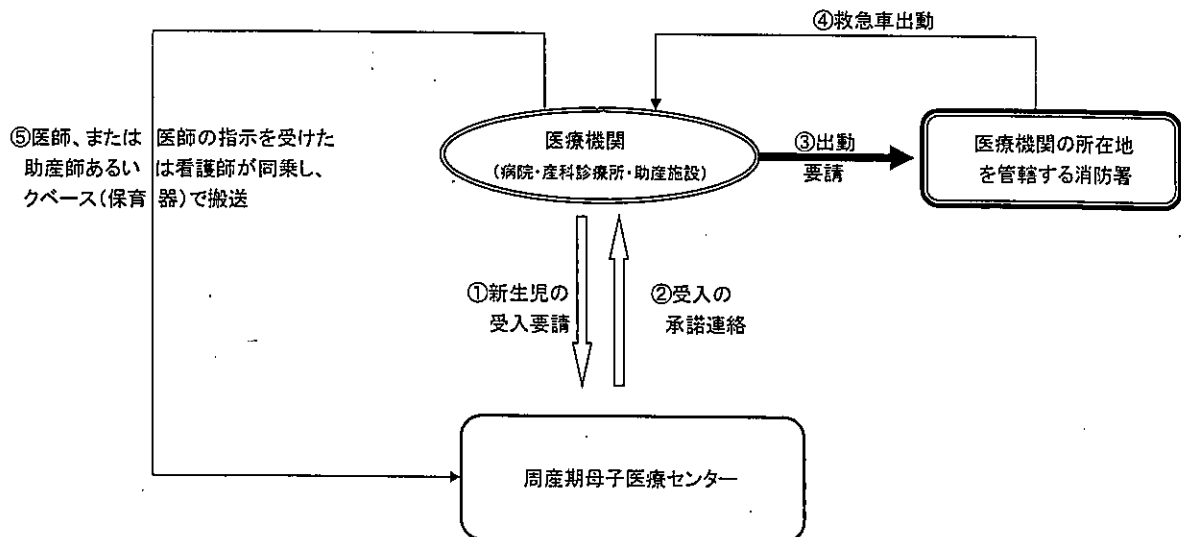 ④救急車出動
医療機関
(病院・産科診療所・助産施設)
③出動
要請
医療機関の所在地
を管轄する消防署
⑤医師、または医師の指示を受けた
助産師あるいは看護師が同乗し、
クベース(保育器)で搬送
①新生児の
受入要請
②受入の
承諾連絡
周産期母子医療センター